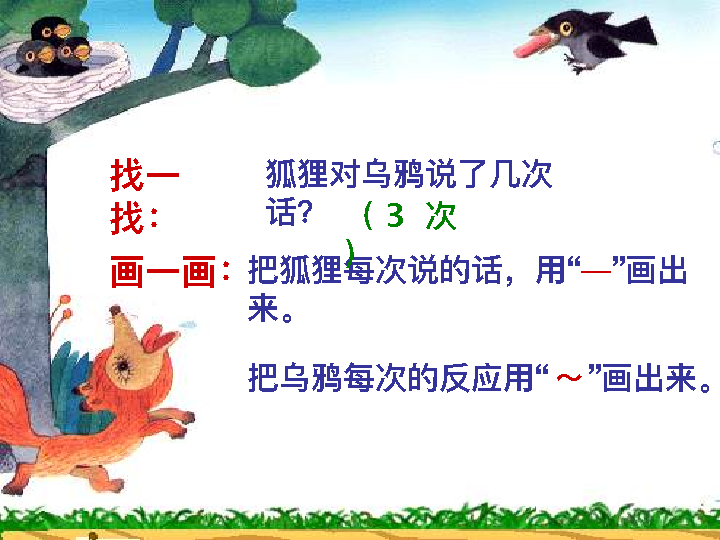 找一
找：
狐狸对乌鸦说了几次
话？
（ 3 次
）
画一画：
把狐狸每次说的话，用“—”画出
来。
把乌鸦每次的反应用“～”画出来。